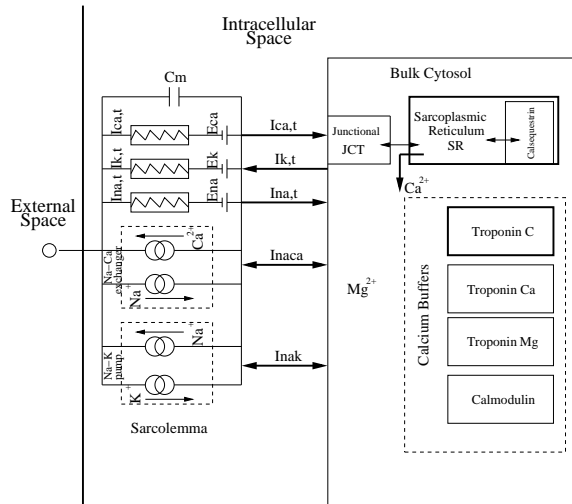 Intracellular
Space
Bulk Cytosol
Cm
Ica,t
Eca
Ica,t
Ik,t
Ek
Ik,t
Ina,t
Ena
Ina,t
Junctional
JCT
Sarcoplasmic
Reticulum
SR
Calsequestrin
Ca2+
External
Space
Na−Ca
exchanger
Ca2+
Na+
Inaca
Mg2+
Na−K
pump
Na+
K+
Inak
Sarcolemma
Calcium Buffers
Troponin C
Troponin Ca
Troponin Mg
Calmodulin